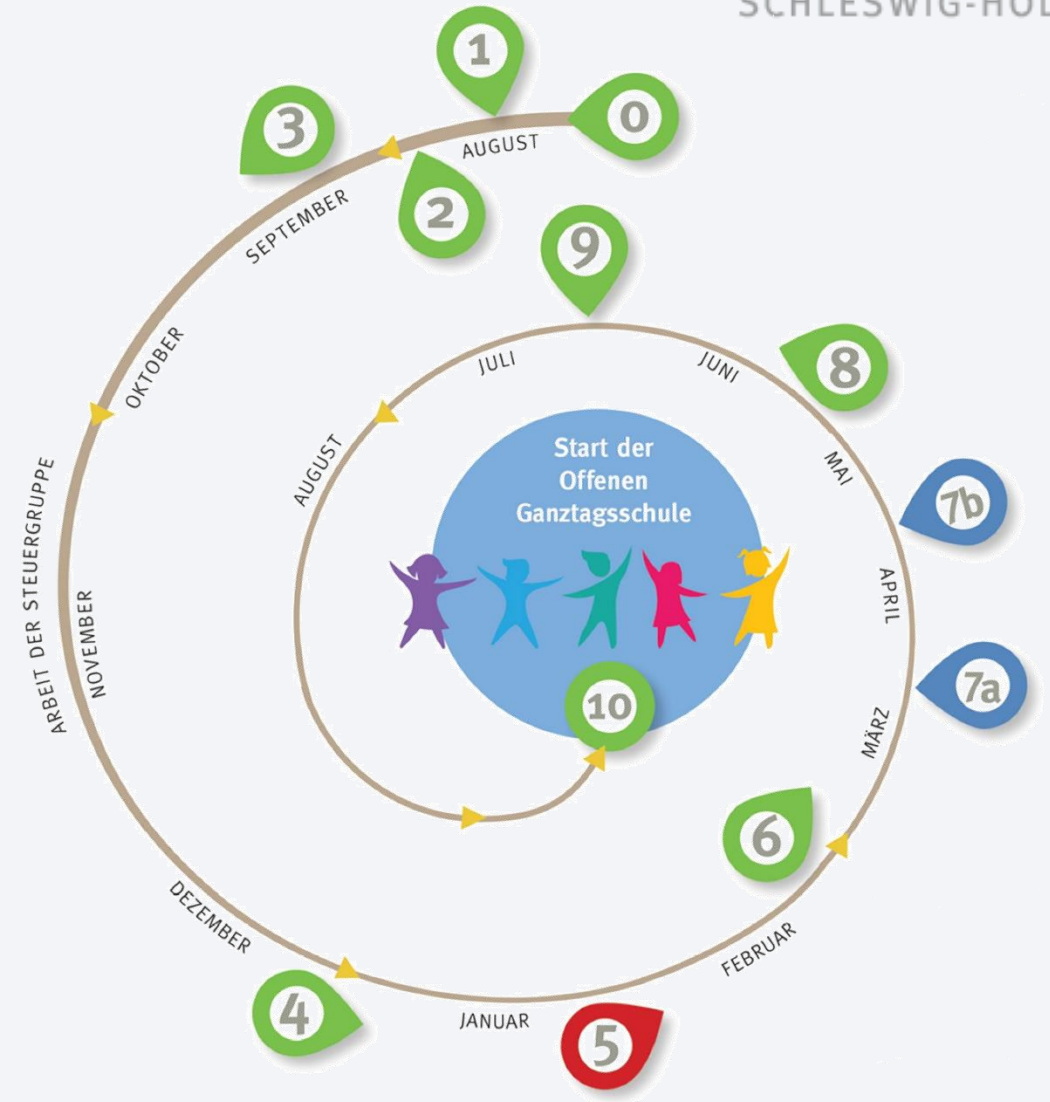 SCHLESWIG-HOL
1
0
AUGUST
3
2
SEPTEMBER
9
OKTOBER
JULI
JUNI
8
AUGUST
MAI
7b
Start der
Offenen
Ganztagsschule
ARBEIT DER STEUERGRUPPE
NOVEMBER
APRIL
7a
MÄRZ
10
6
DEZEMBER
FEBRUAR
4
JANUAR
5